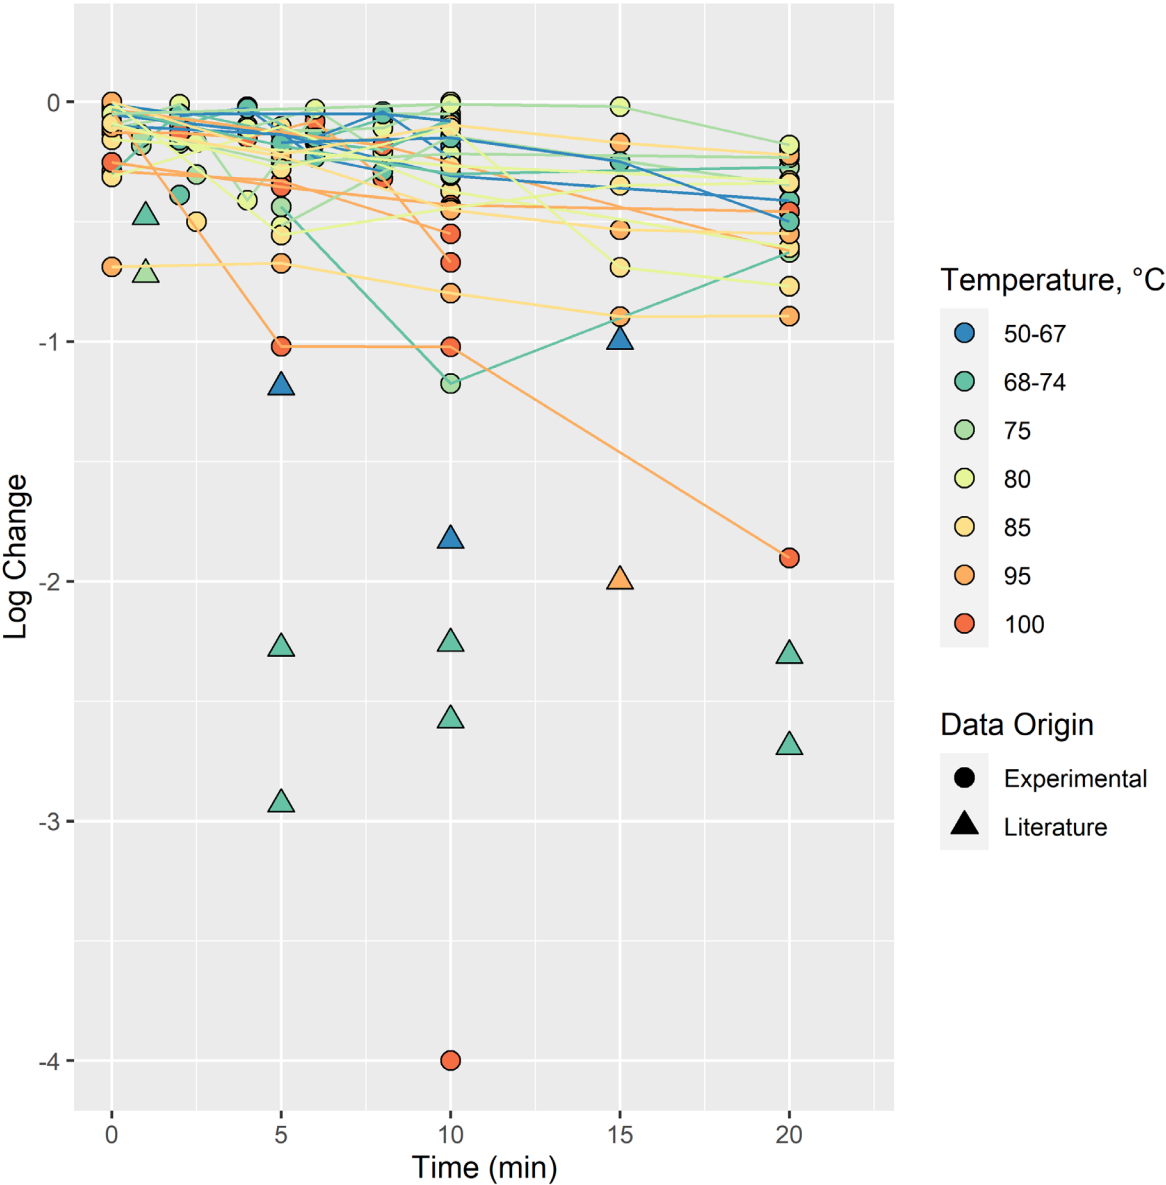 Log Change
0
-1
-2
-3
-4
0
5
10
15
20
Time (min)
Temperature, °C
50-67
68-74
75
80
85
95
100
Data Origin
Experimental
Literature